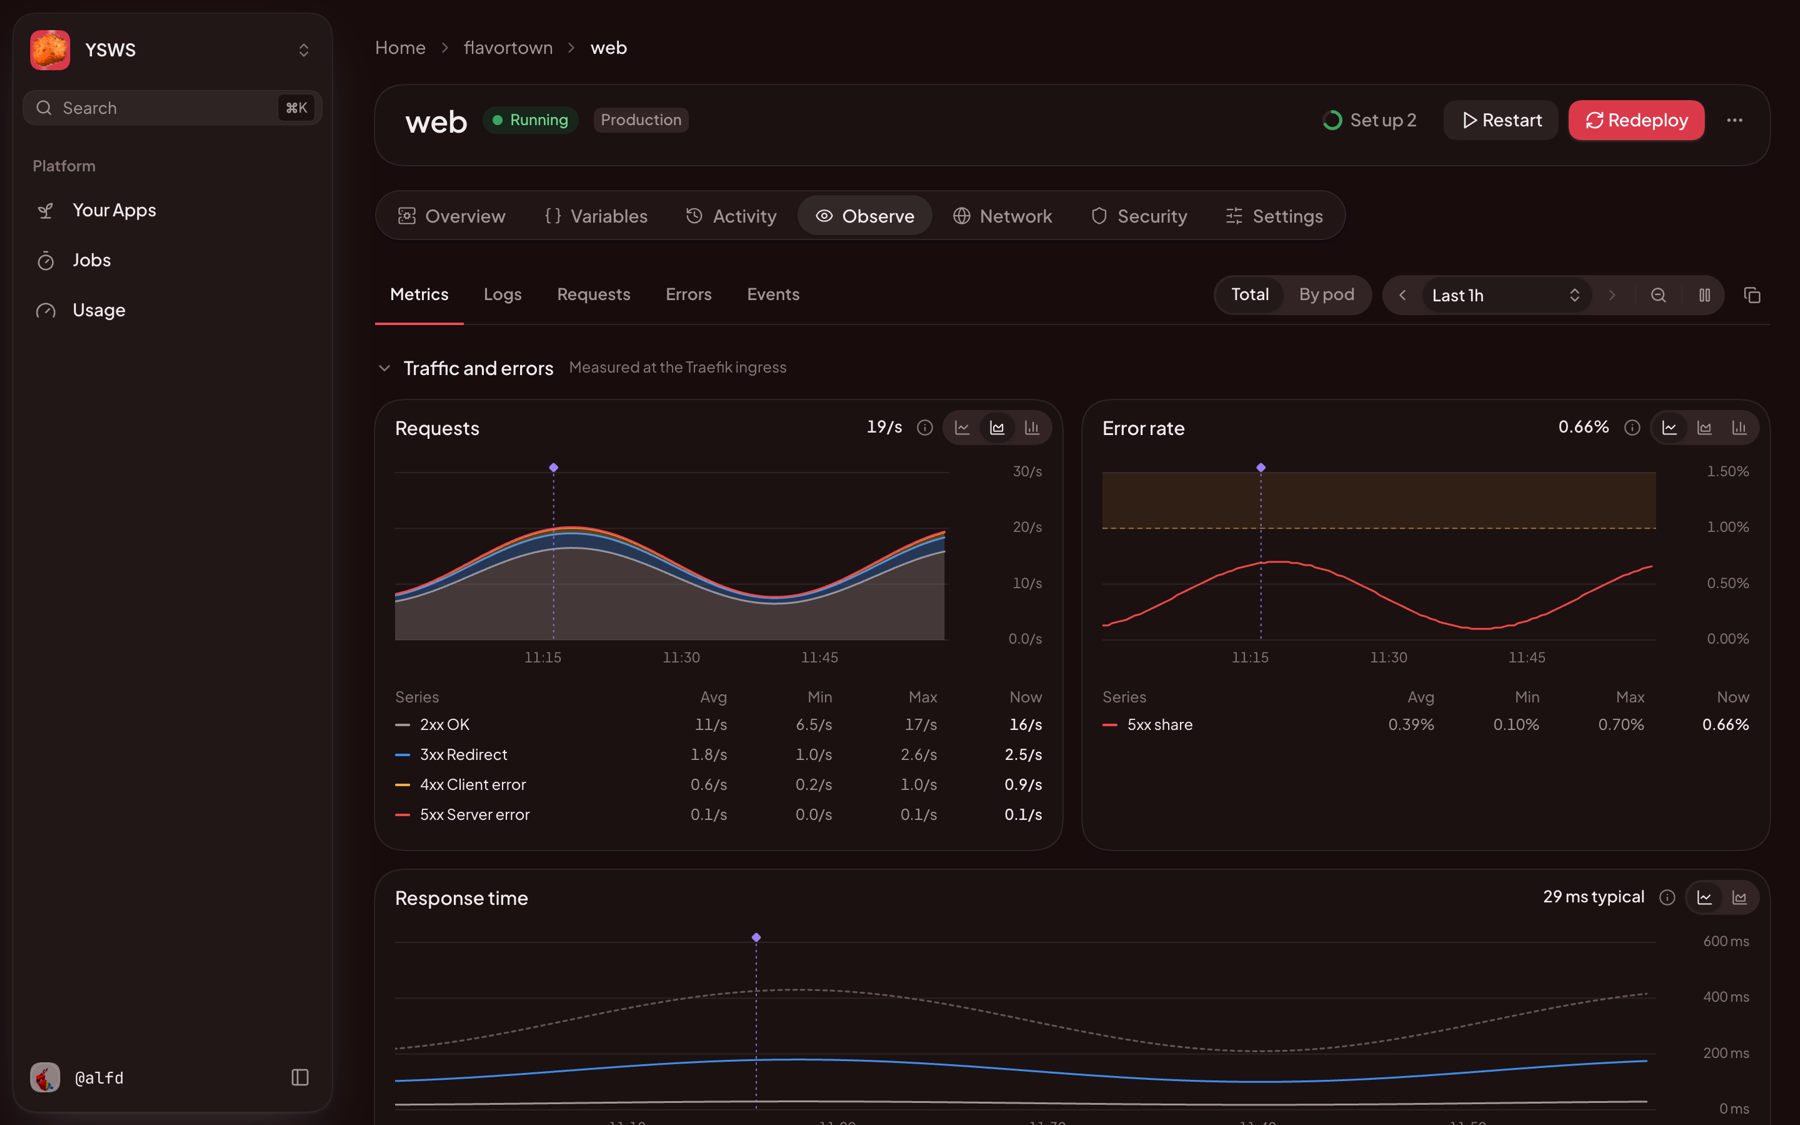 YSWS
Search ⌘K
Platform
Your Apps
Jobs
Usage
@alfd
Home > flavortown > web
web Running Production Set up 2 Restart Redeploy
Overview Variables Activity Observe Network Security Settings
Metrics Logs Requests Errors Events Total By pod Last 1h
Traffic and errors Measured at the Traefik ingress
Requests 19/s
30/s
20/s
10/s
0.0/s
11:15 11:30 11:45
Series Avg Min Max Now
2xx OK 11/s 6.5/s 17/s 16/s
3xx Redirect 1.8/s 1.0/s 2.6/s 2.5/s
4xx Client error 0.6/s 0.2/s 1.0/s 0.9/s
5xx Server error 0.1/s 0.0/s 0.1/s 0.1/s
Error rate 0.66%
1.50%
1.00%
0.50%
0.00%
11:15 11:30 11:45
Series Avg Min Max Now
5xx share 0.39% 0.10% 0.70% 0.66%
Response time 29 ms typical
600 ms
400 ms
200 ms
0 ms